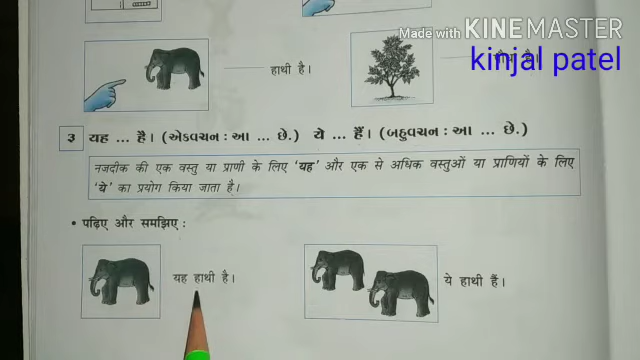 Made with KINEMASTER
kinjal patel
हाथी है।
है।
३ यह ... है। (એકવચન : આ ... છે.) ये ... हैं। (બહુવચન : આ ... છે.)
नजदीक की एक वस्तु या प्राणी के लिए 'यह' और एक से अधिक वस्तुओं या प्राणियों के लिए
'ये' का प्रयोग किया जाता है।
• पढ़िए और समझिए :
यह हाथी है।
ये हाथी हैं।